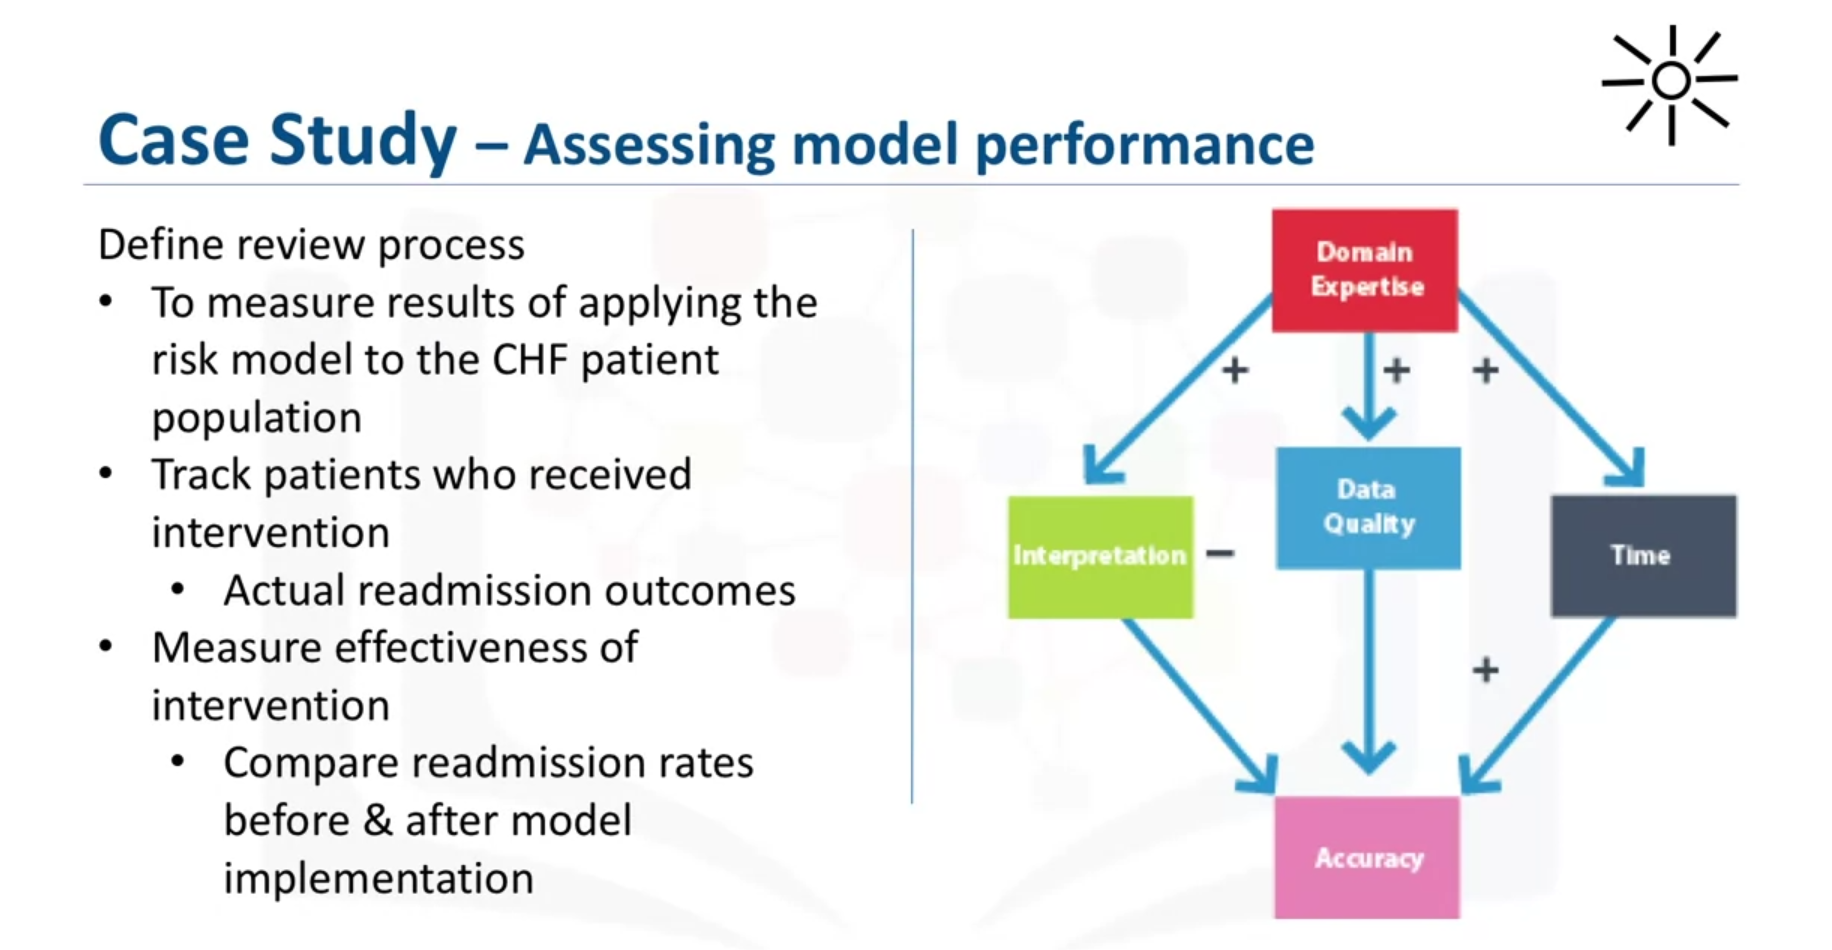 Case Study – Assessing model performance
Define review process
• To measure results of applying the
risk model to the CHF patient
population
• Track patients who received
intervention
• Actual readmission outcomes
• Measure effectiveness of
intervention
• Compare readmission rates
before & after model
implementation
Domain
Expertise
+ + +
Data
Quality
Interpretation
–
Time
+
Accuracy